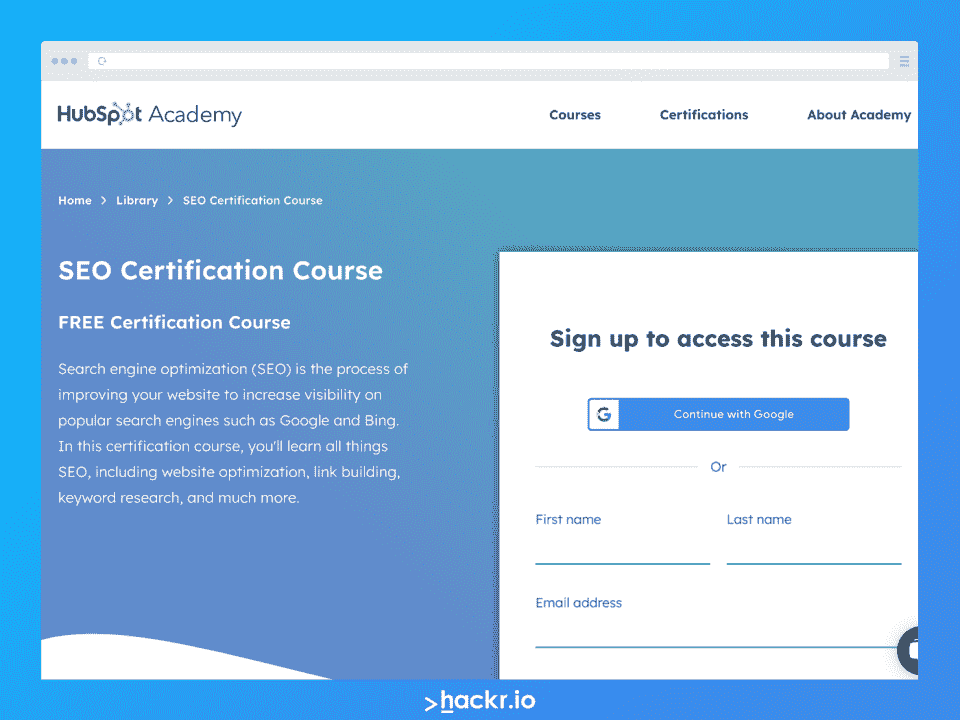 HubSpot Academy
Courses
Certifications
About Academy
Home > Library > SEO Certification Course
SEO Certification Course
FREE Certification Course
Search engine optimization (SEO) is the process of
improving your website to increase visibility on
popular search engines such as Google and Bing.
In this certification course, you'll learn all things
SEO, including website optimization, link building,
keyword research, and much more.
Sign up to access this course
G Continue with Google
Or
First name
Last name
Email address
>hackr.io